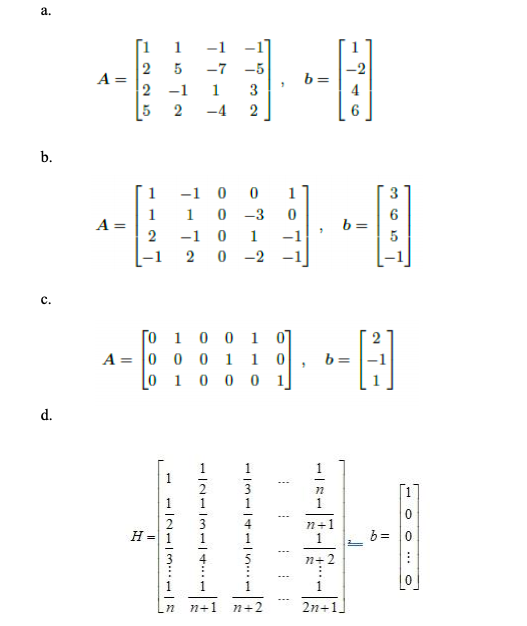 a.
A = [1 1 −1 −1; 2 5 −7 −5; 2 −1 1 3; 5 2 −4 2], b = [1; −2; 4; 6]
b.
A = [1 −1 0 0 1; 1 1 0 −3 0; 2 −1 0 1 −1; −1 2 0 −2 −1], b = [3; 6; 5; −1]
c.
A = [0 1 0 0 1 0; 0 0 0 1 1 0; 0 1 0 0 0 1], b = [2; −1; 1]
d.
H = [1 1/2 1/3 ... 1/n; 1/2 1/3 1/4 ... 1/n+1; 1/3 1/4 1/5 ... 1/n+2; ⋮ ⋮ ⋮ ... ⋮; 1/n 1/n+1 1/n+2 ... 1/2n+1], b = [1; 0; 0; ⋮; 0]